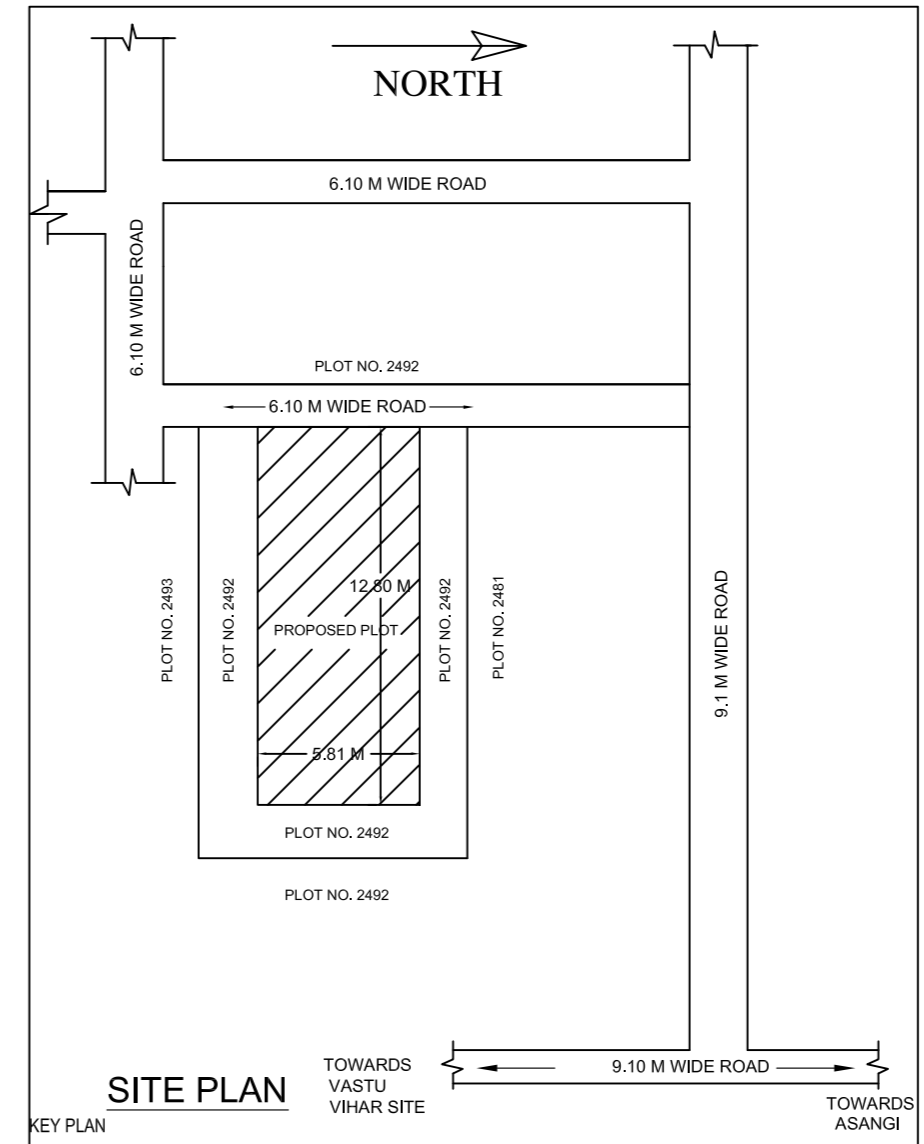 NORTH
6.10 M WIDE ROAD
6.10 M WIDE ROAD
PLOT NO. 2492
6.10 M WIDE ROAD
PLOT NO. 2493
PLOT NO. 2492
12.80 M
PROPOSED PLOT
PLOT NO. 2492
PLOT NO. 2481
9.1 M WIDE ROAD
5.81 M
PLOT NO. 2492
PLOT NO. 2492
SITE PLAN
TOWARDS
VASTU
VIHAR SITE
9.10 M WIDE ROAD
TOWARDS
ASANGI
KEY PLAN